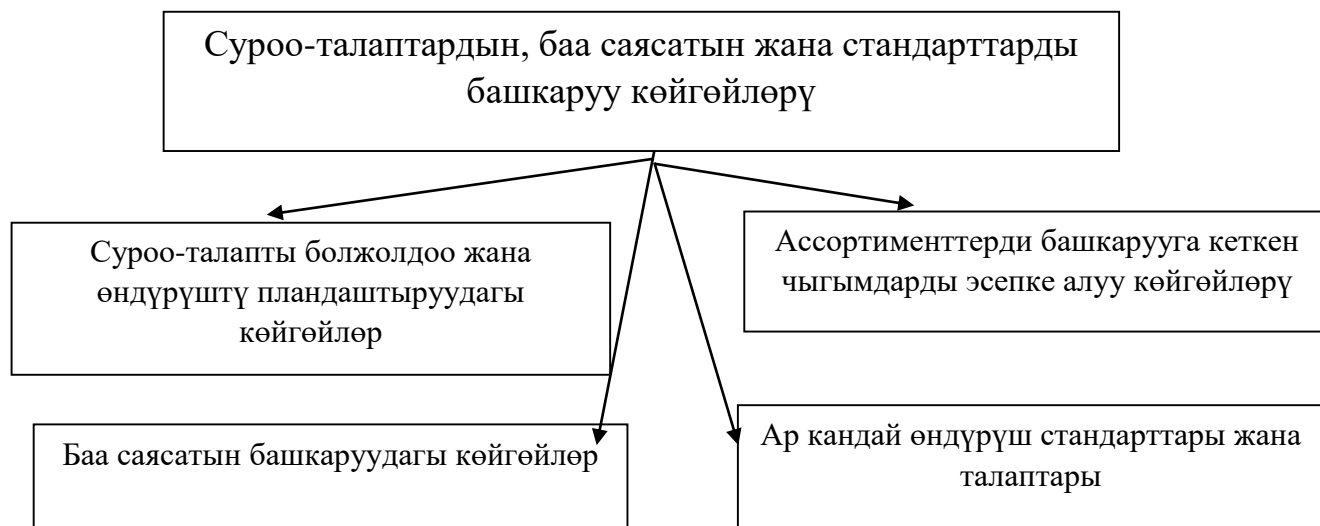 Суроо-талаптардын, баа саясатын жана стандарттарды
башкаруу көйгөйлөрү
Суроо-талапты болжолдоо жана
өндүрүштү пландаштыруудагы
көйгөйлөр
Ассортименттерди башкарууга кеткен
чыгымдарды эсепке алуу көйгөйлөрү
Баа саясатын башкаруудагы көйгөйлөр
Ар кандай өндүрүш стандарттары жана
талаптары